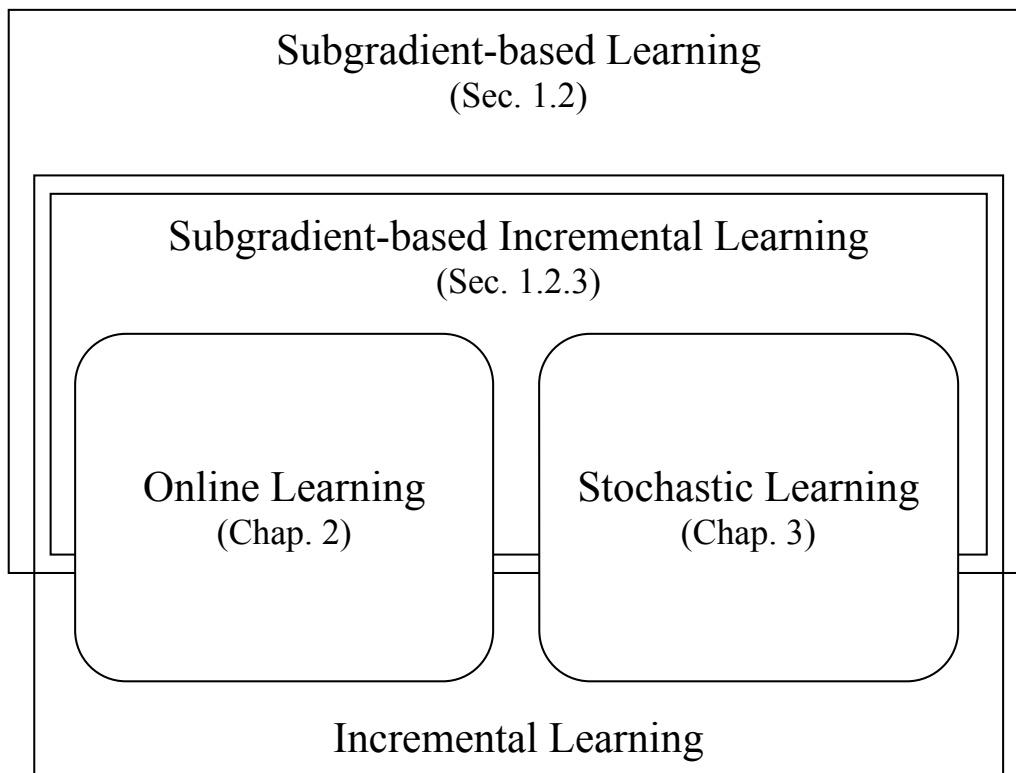 Subgradient-based Learning
(Sec. 1.2)
Subgradient-based Incremental Learning
(Sec. 1.2.3)
Online Learning
(Chap. 2)
Stochastic Learning
(Chap. 3)
Incremental Learning